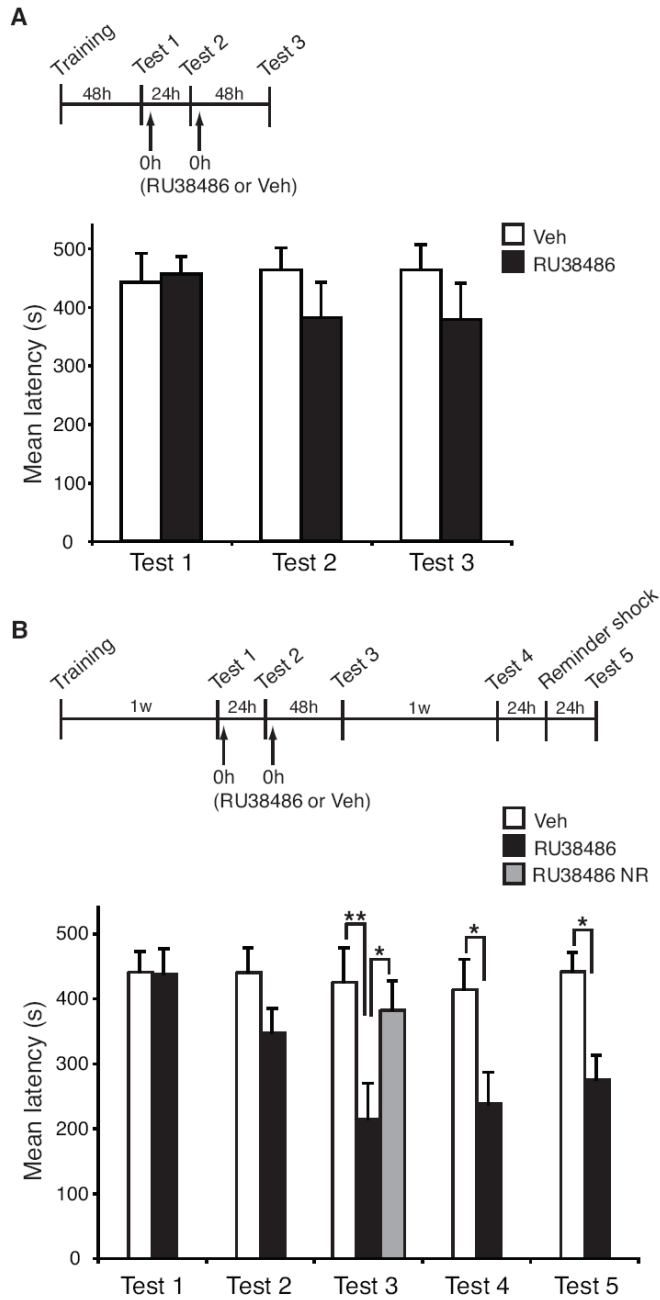 A
Training Test 1 Test 2 Test 3
48h 24h 48h
0h 0h
(RU38486 or Veh)
Veh
RU38486
Mean latency (s)
500
400
300
200
100
0
Test 1 Test 2 Test 3
B
Training Test 1 Test 2 Test 3 Test 4 Reminder shock Test 5
1w 24h 48h 1w 24h 24h
0h 0h
(RU38486 or Veh)
Veh
RU38486
RU38486 NR
Mean latency (s)
500
400
300
200
100
0
** * * *
Test 1 Test 2 Test 3 Test 4 Test 5